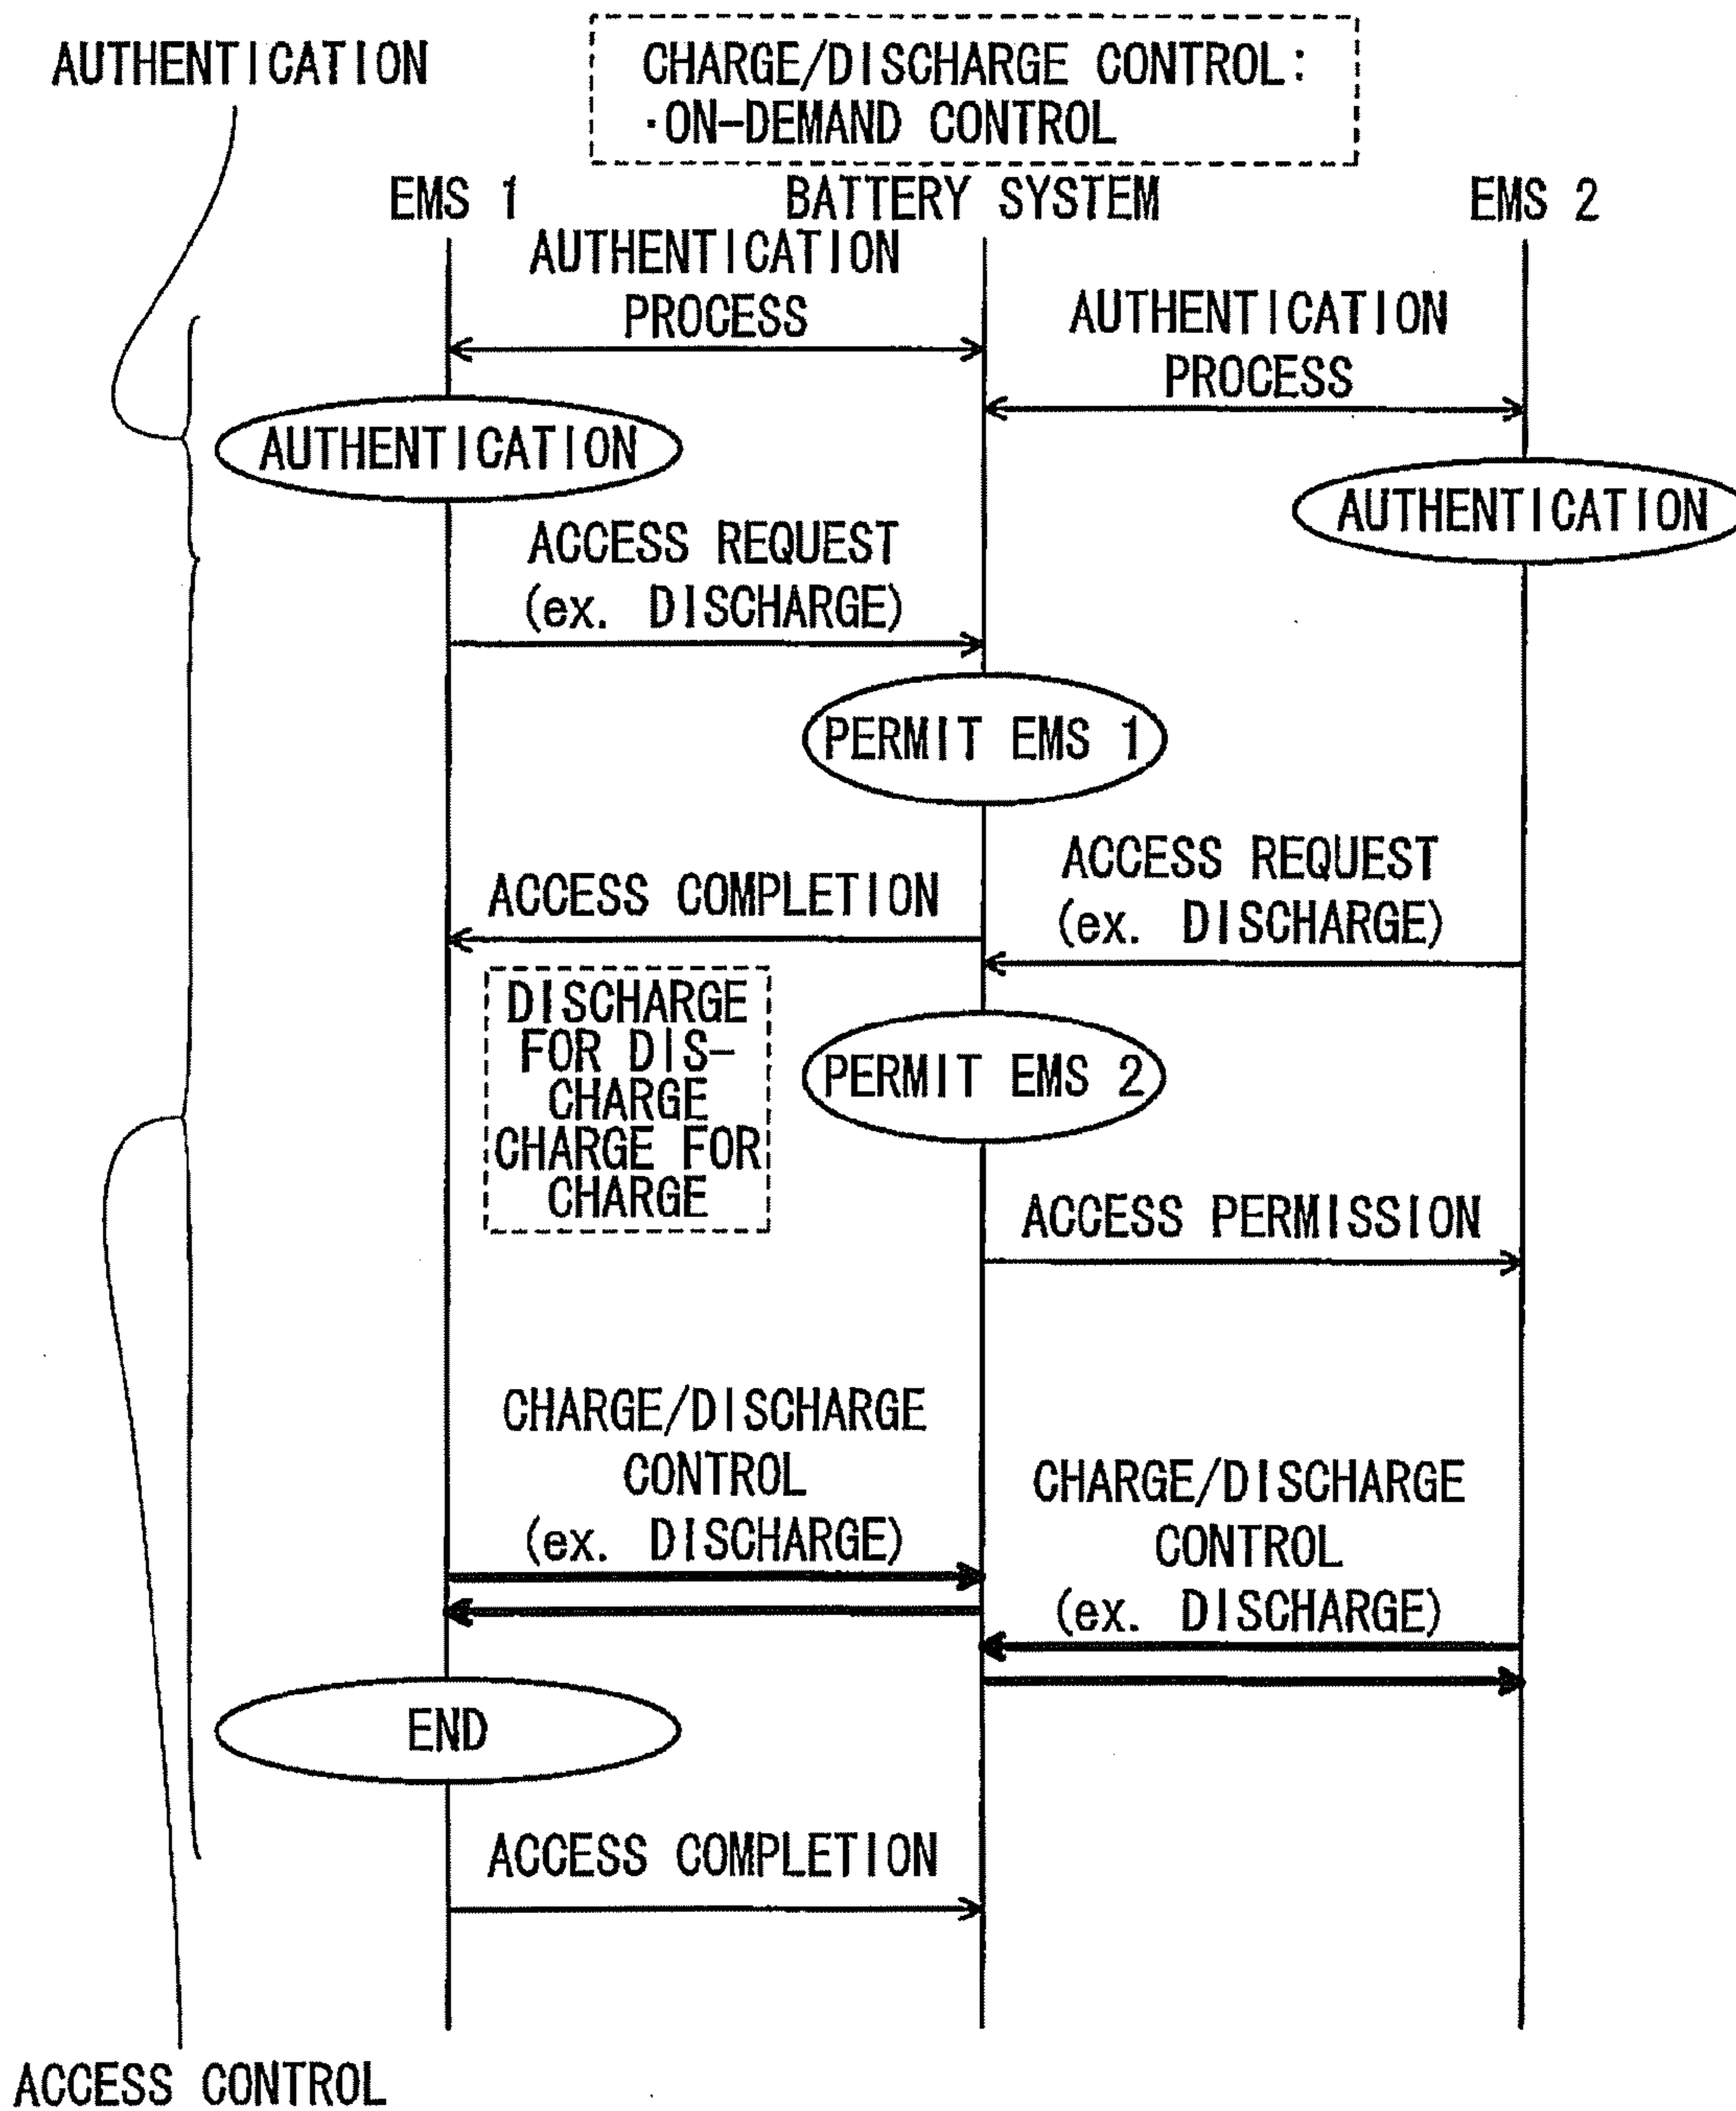 AUTHENTICATION
CHARGE/DISCHARGE CONTROL:
·ON-DEMAND CONTROL
EMS 1
BATTERY SYSTEM
EMS 2
AUTHENTICATION
PROCESS
AUTHENTICATION
PROCESS
AUTHENTICATION
AUTHENTICATION
ACCESS REQUEST
(ex. DISCHARGE)
PERMIT EMS 1
ACCESS REQUEST
(ex. DISCHARGE)
ACCESS COMPLETION
DISCHARGE
FOR DIS-
CHARGE
CHARGE FOR
CHARGE
PERMIT EMS 2
ACCESS PERMISSION
CHARGE/DISCHARGE
CONTROL
(ex. DISCHARGE)
CHARGE/DISCHARGE
CONTROL
(ex. DISCHARGE)
END
ACCESS COMPLETION
ACCESS CONTROL